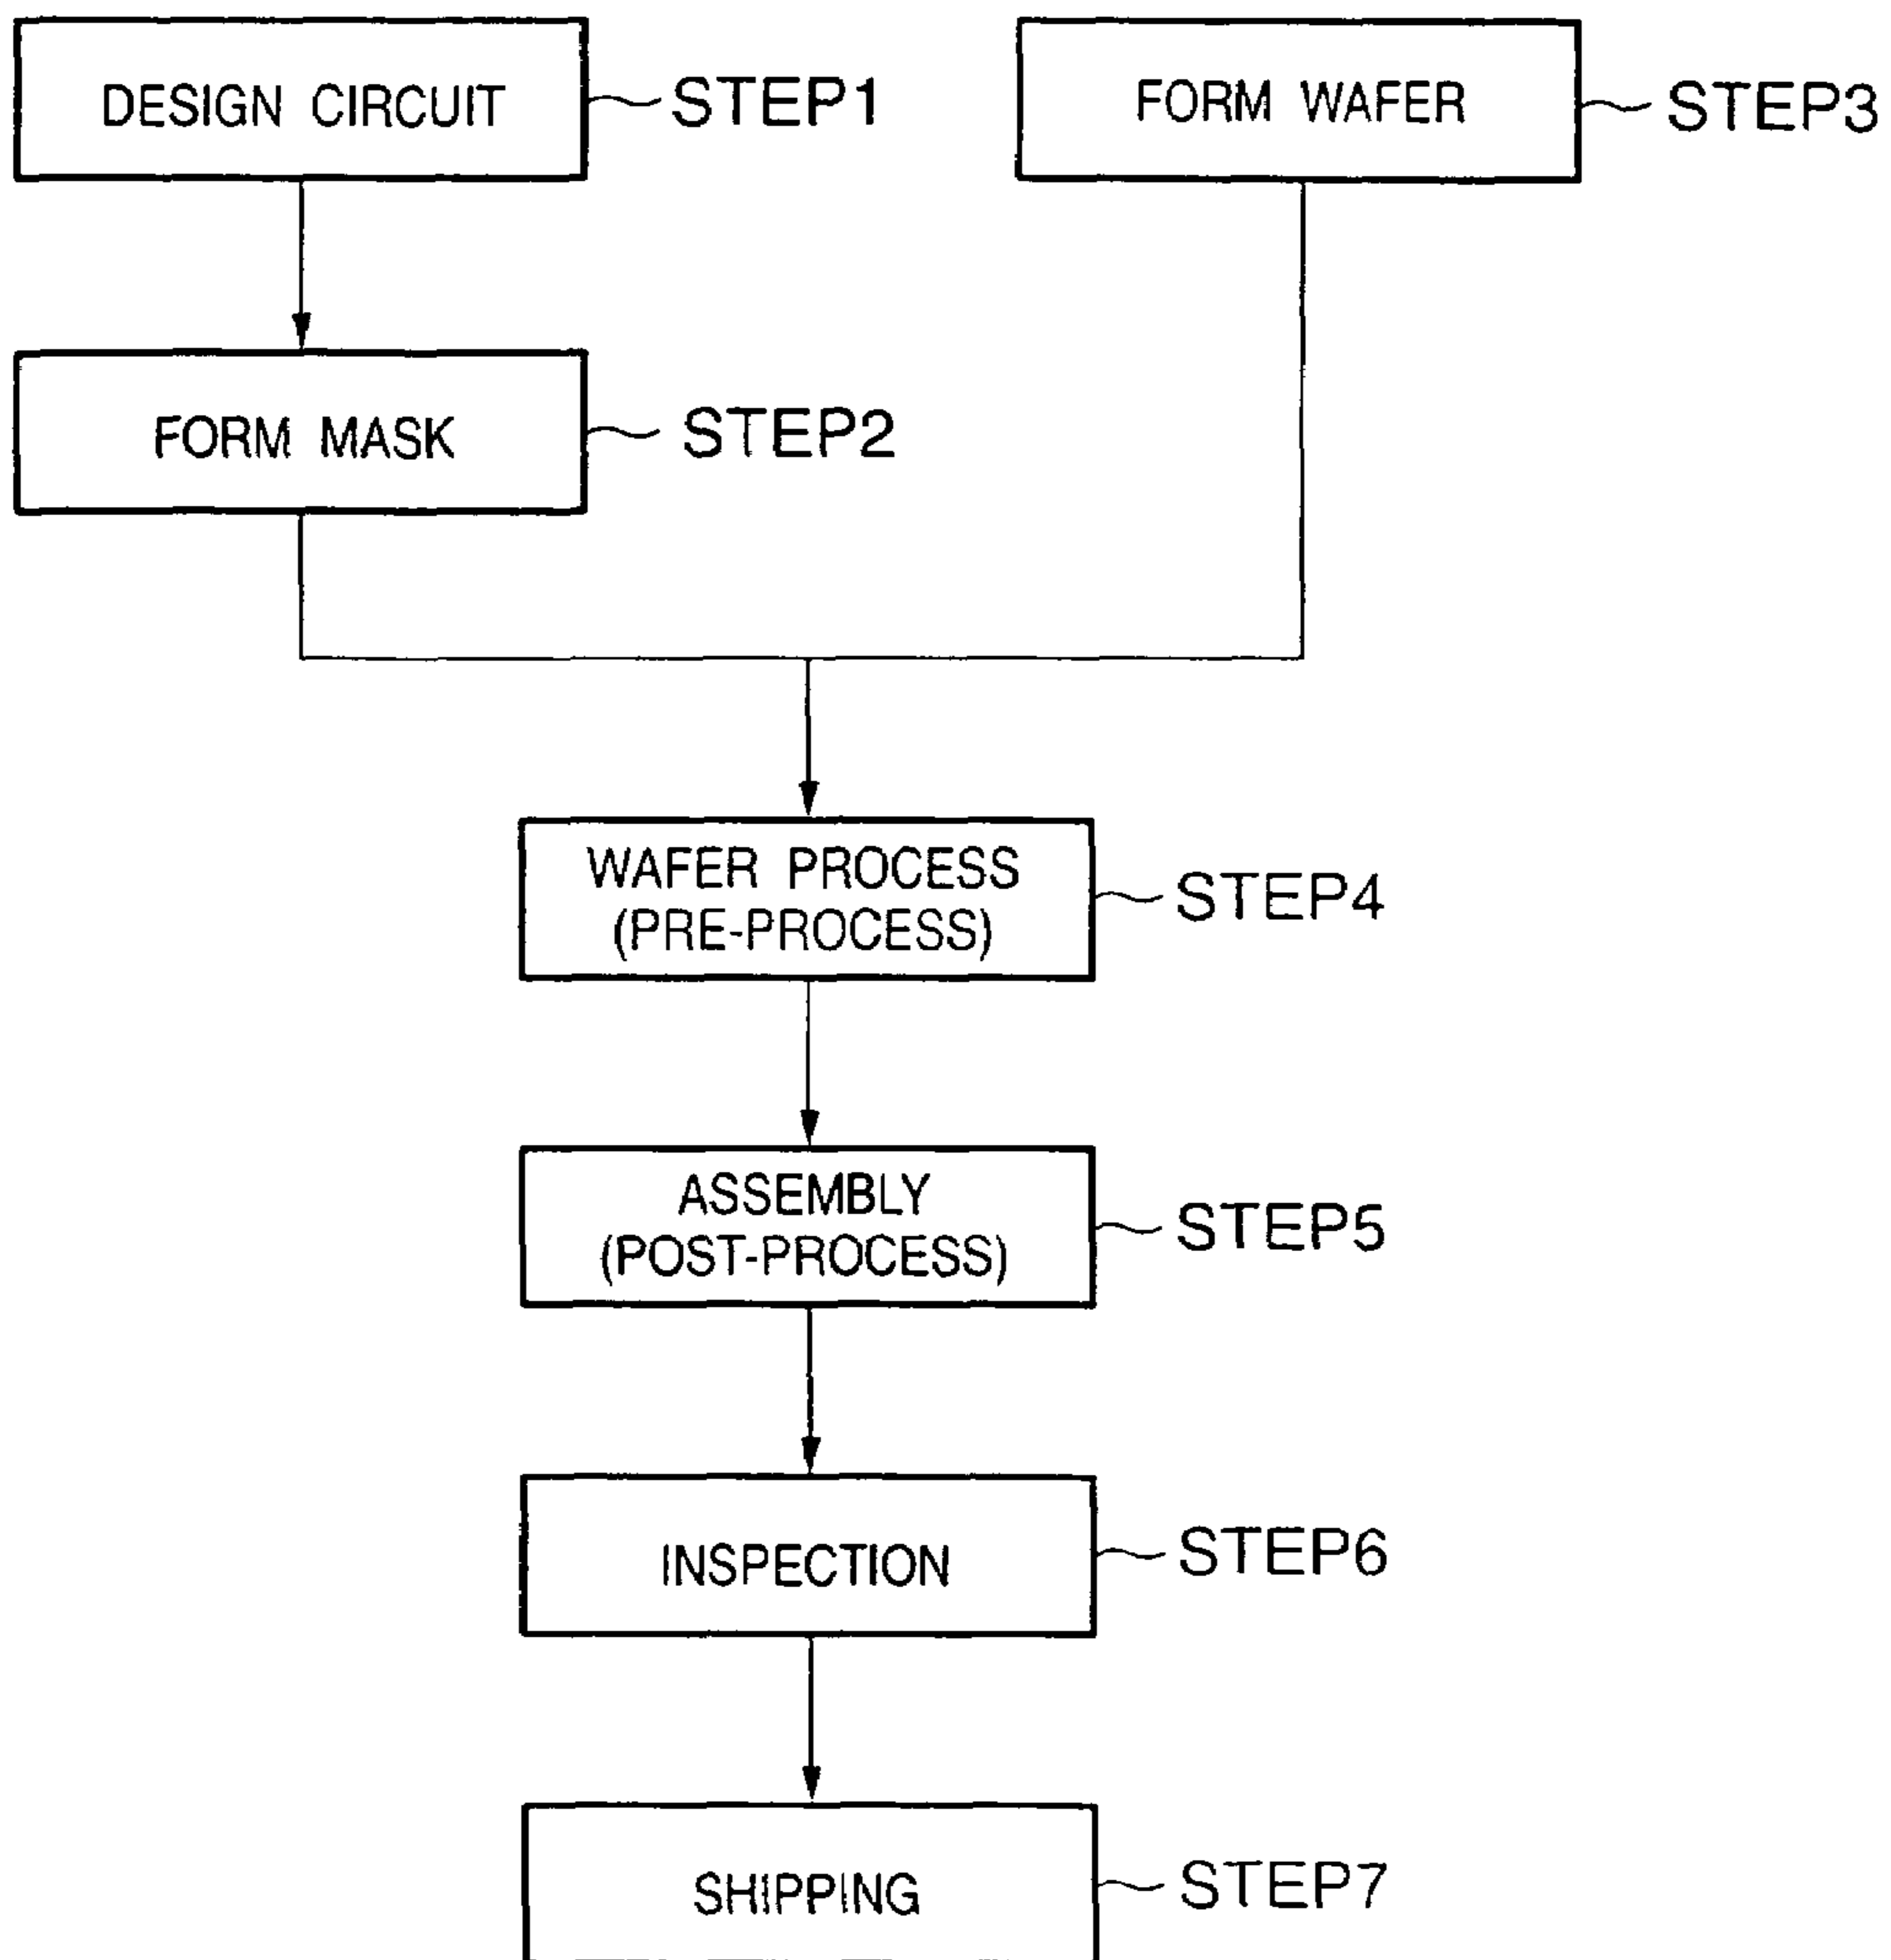 DESIGN CIRCUIT
STEP1
FORM WAFER
STEP3
FORM MASK
STEP2
WAFER PROCESS
(PRE-PROCESS)
STEP4
ASSEMBLY
(POST-PROCESS)
STEP5
INSPECTION
STEP6
SHIPPING
STEP7